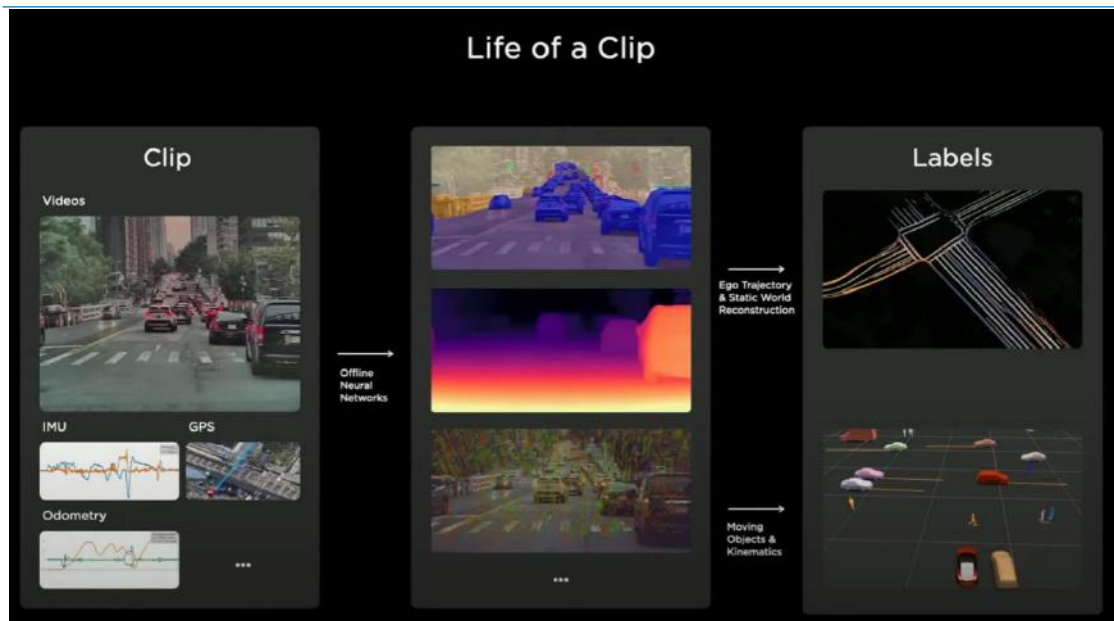 Life of a Clip
Clip
Videos
IMU
GPS
Odometry
...
Offline
Neural
Networks
...
Ego Trajectory
& Static World
Reconstruction
Moving
Objects &
Kinematics
Labels